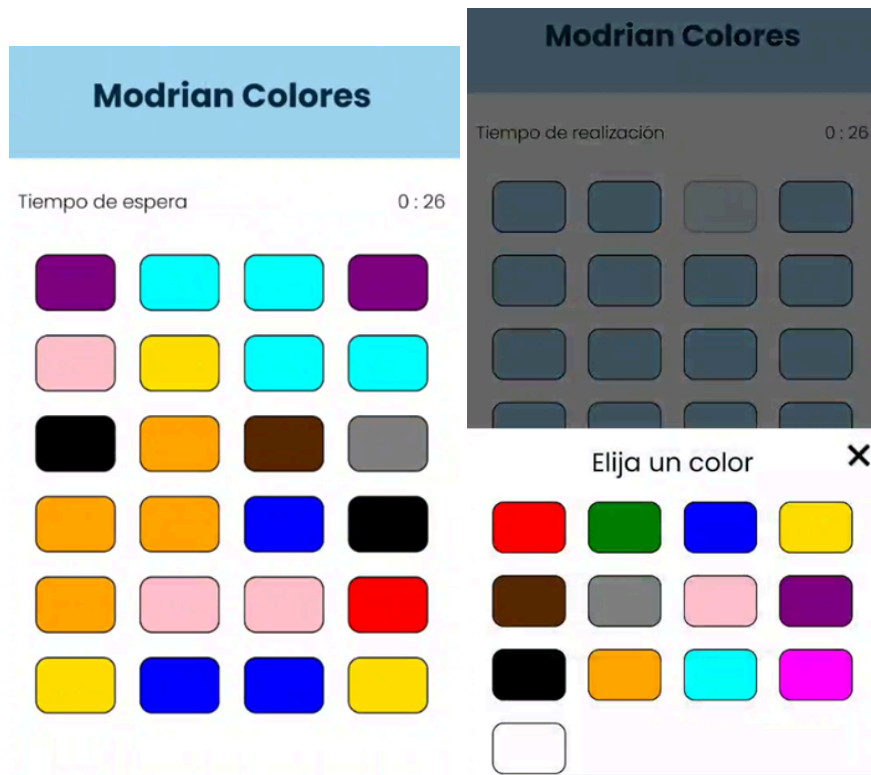 Modrian Colores
Tiempo de espera 0 : 26
Modrian Colores
Tiempo de realización 0 : 26
Elija un color